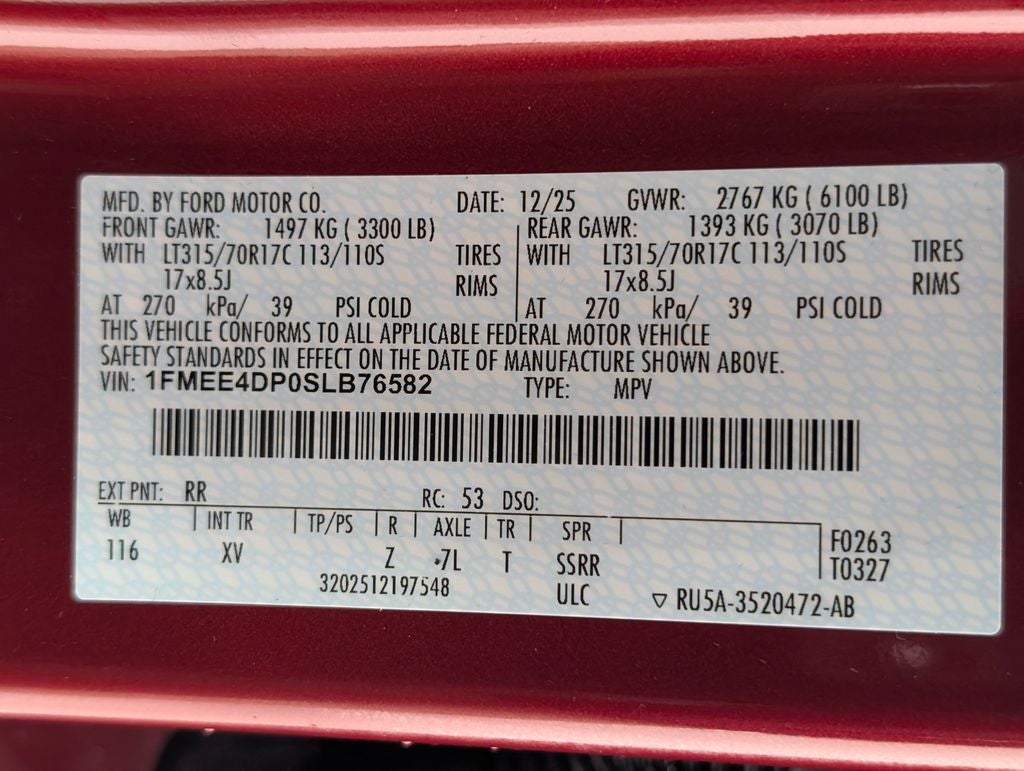 MFD. BY FORD MOTOR CO. DATE: 12/25 GVWR: 2767 KG ( 6100 LB)
FRONT GAWR: 1497 KG ( 3300 LB) REAR GAWR: 1393 KG ( 3070 LB)
WITH LT315/70R17C 113/110S TIRES WITH LT315/70R17C 113/110S TIRES
17x8.5J RIMS 17x8.5J RIMS
AT 270 kPa/ 39 PSI COLD AT 270 kPa/ 39 PSI COLD
THIS VEHICLE CONFORMS TO ALL APPLICABLE FEDERAL MOTOR VEHICLE
SAFETY STANDARDS IN EFFECT ON THE DATE OF MANUFACTURE SHOWN ABOVE.
VIN: 1FMEE4DP0SLB76582 TYPE: MPV
EXT PNT: RR RC: 53 DSO:
WB INT TR TP/PS R AXLE TR SPR
116 XV Z .7L T SSRR
F0263
T0327
3202512197548 ULC ▽ RU5A-3520472-AB